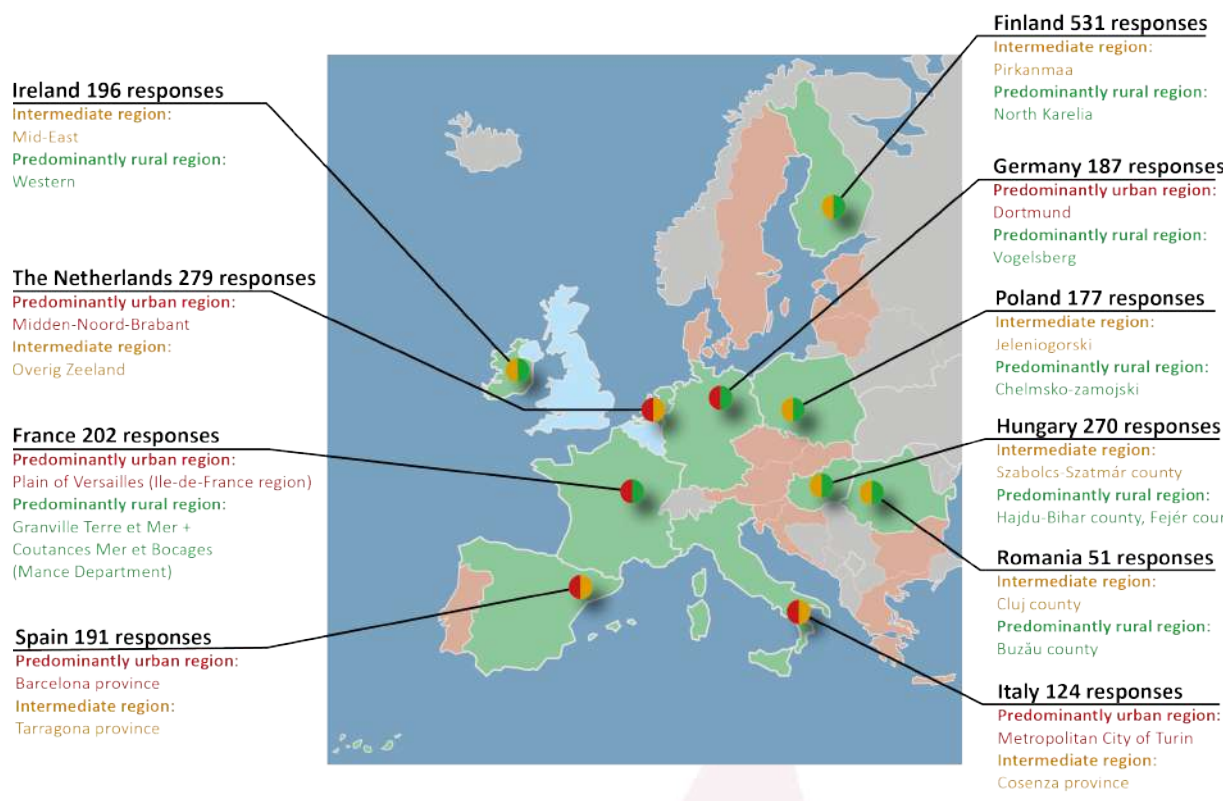 Ireland 196 responses
Intermediate region:
Mid-East
Predominantly rural region:
Western
The Netherlands 279 responses
Predominantly urban region:
Midden-Noord-Brabant
Intermediate region:
Overig Zeeland
France 202 responses
Predominantly urban region:
Plain of Versailles (Ile-de-France region)
Predominantly rural region:
Granville Terre et Mer +
Coutances Mer et Bocages
(Mance Department)
Spain 191 responses
Predominantly urban region:
Barcelona province
Intermediate region:
Tarragona province
Finland 531 responses
Intermediate region:
Pirkanmaa
Predominantly rural region:
North Karelia
Germany 187 responses
Predominantly urban region:
Dortmund
Predominantly rural region:
Vogelsberg
Poland 177 responses
Intermediate region:
Jeleniogorski
Predominantly rural region:
Chelmsko-zamojski
Hungary 270 responses
Intermediate region:
Szabolcs-Szatmár county
Predominantly rural region:
Hajdu-Bihar county, Fejér cour
Romania 51 responses
Intermediate region:
Cluj county
Predominantly rural region:
Buzău county
Italy 124 responses
Predominantly urban region:
Metropolitan City of Turin
Intermediate region:
Cosenza province